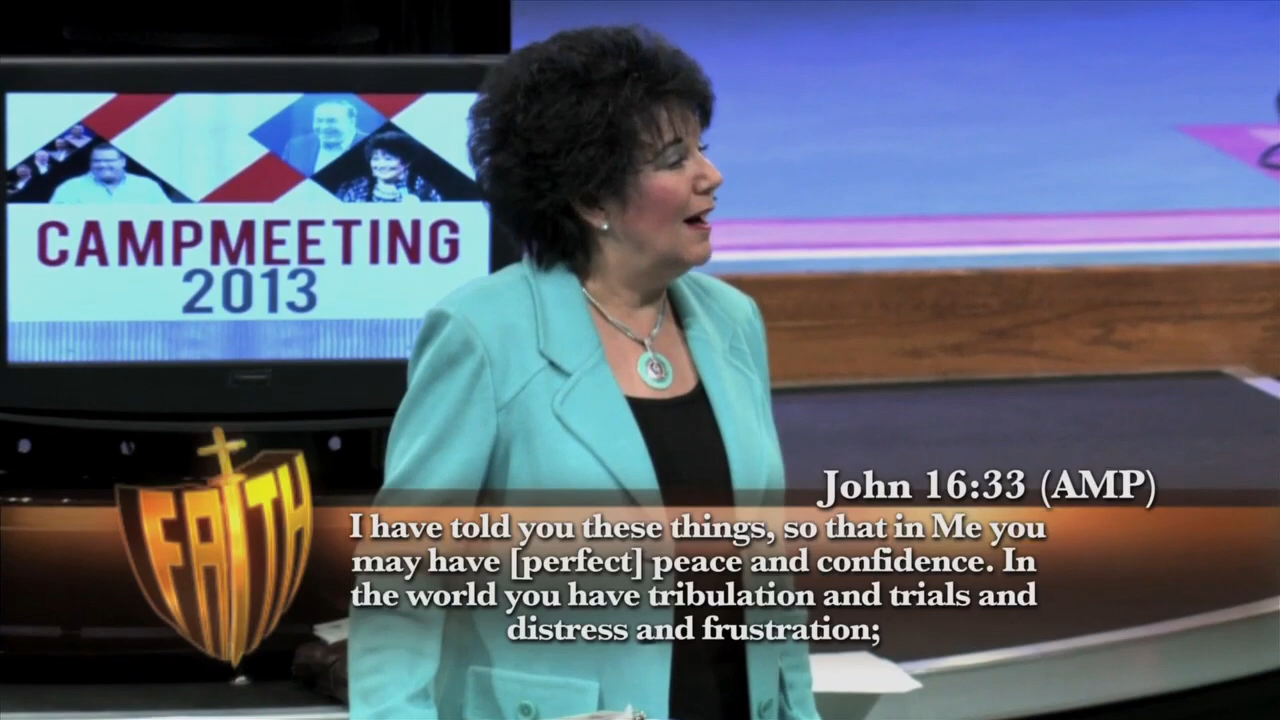 CAMPMEETING
2013
FAITH
John 16:33 (AMP)
I have told you these things, so that in Me you
may have [perfect] peace and confidence. In
the world you have tribulation and trials and
distress and frustration;